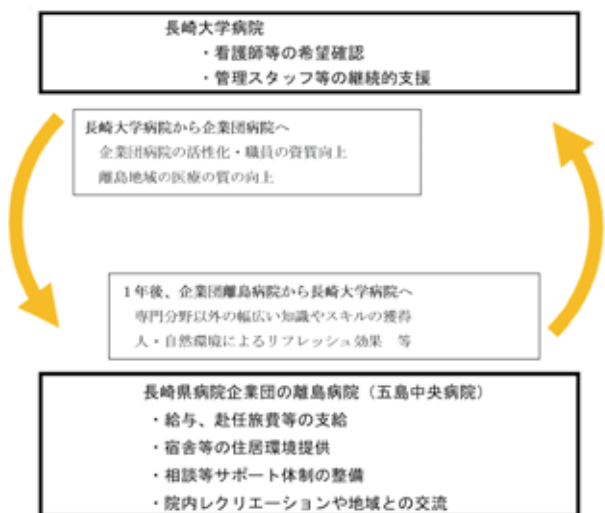 長崎大学病院
・看護師等の希望確認
・管理スタッフ等の継続的支援
長崎大学病院から企業団病院へ
企業団病院の活性化・職員の資質向上
離島地域の医療の質の向上
1年後、企業団離島病院から長崎大学病院へ
専門分野以外の幅広い知識やスキルの獲得
人・自然環境によるリフレッシュ効果　等
長崎県病院企業団の離島病院（五島中央病院）
・給与、赴任旅費等の支給
・宿舎等の住居環境提供
・相談等サポート体制の整備
・院内レクリエーションや地域との交流